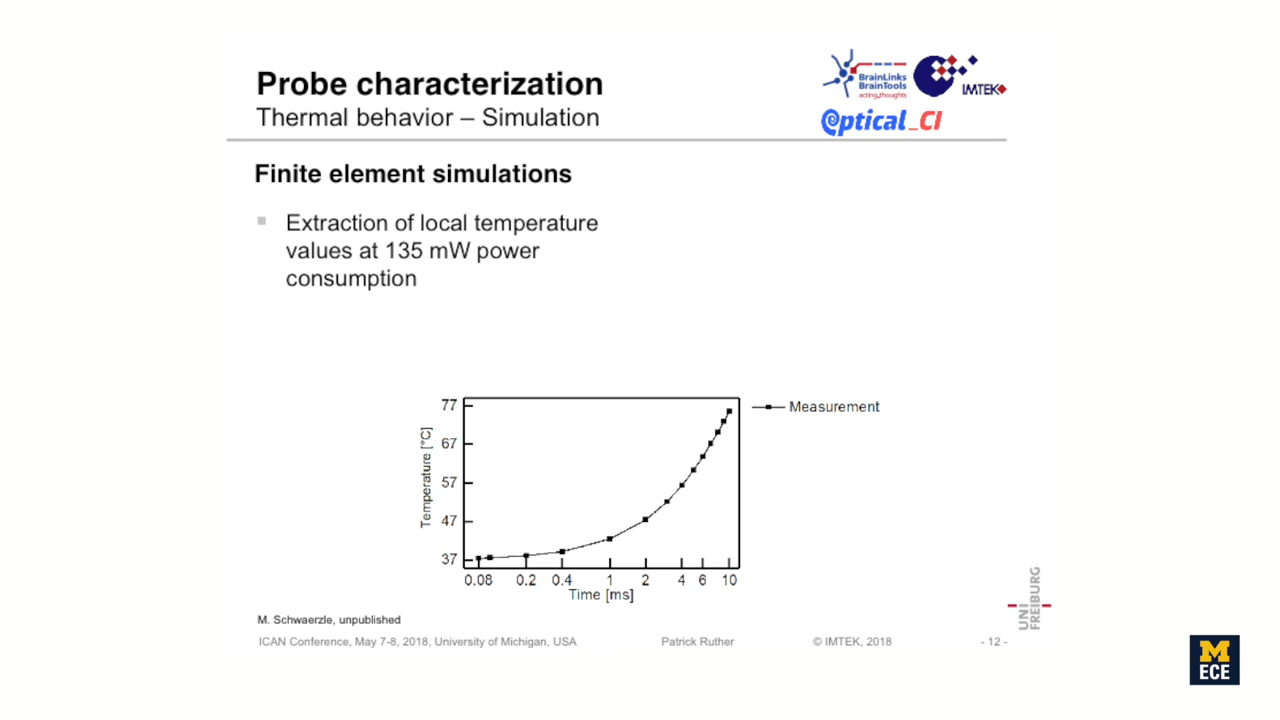 Probe characterization
Thermal behavior – Simulation
BrainLinks
BrainTools
acting_thoughts
IMTEK
Optical_CI
Finite element simulations
Extraction of local temperature
values at 135 mW power
consumption
77
67
57
47
37
Temperature [°C]
0.08 0.2 0.4 1 2 4 6 10
Time [ms]
Measurement
M. Schwaerzle, unpublished
ICAN Conference, May 7-8, 2018, University of Michigan, USA Patrick Ruther © IMTEK, 2018 - 12 -
UNI
FREIBURG
M
ECE